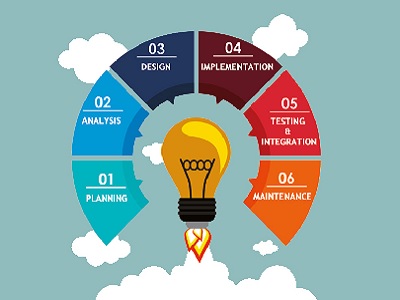 01
PLANNING
02
ANALYSIS
03
DESIGN
04
IMPLEMENTATION
05
TESTING
&
INTEGRATION
06
MAINTENANCE